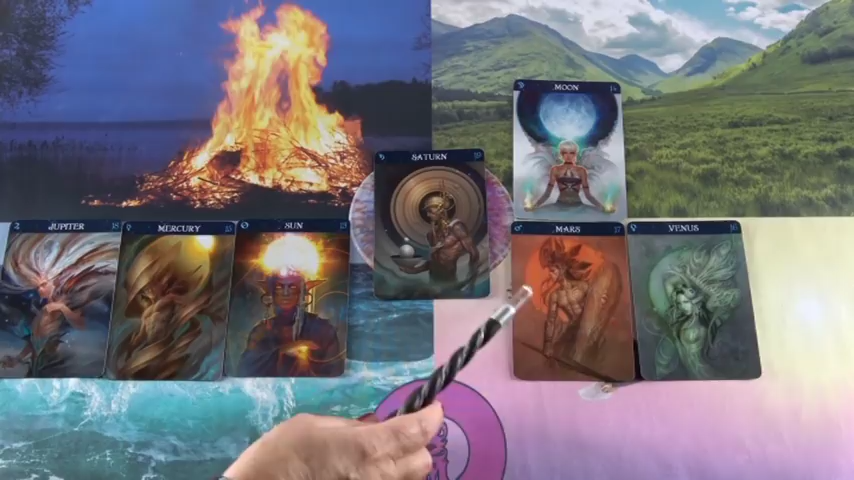 MOON
SATURN
JUPITER
MERCURY
SUN
MARS
VENUS